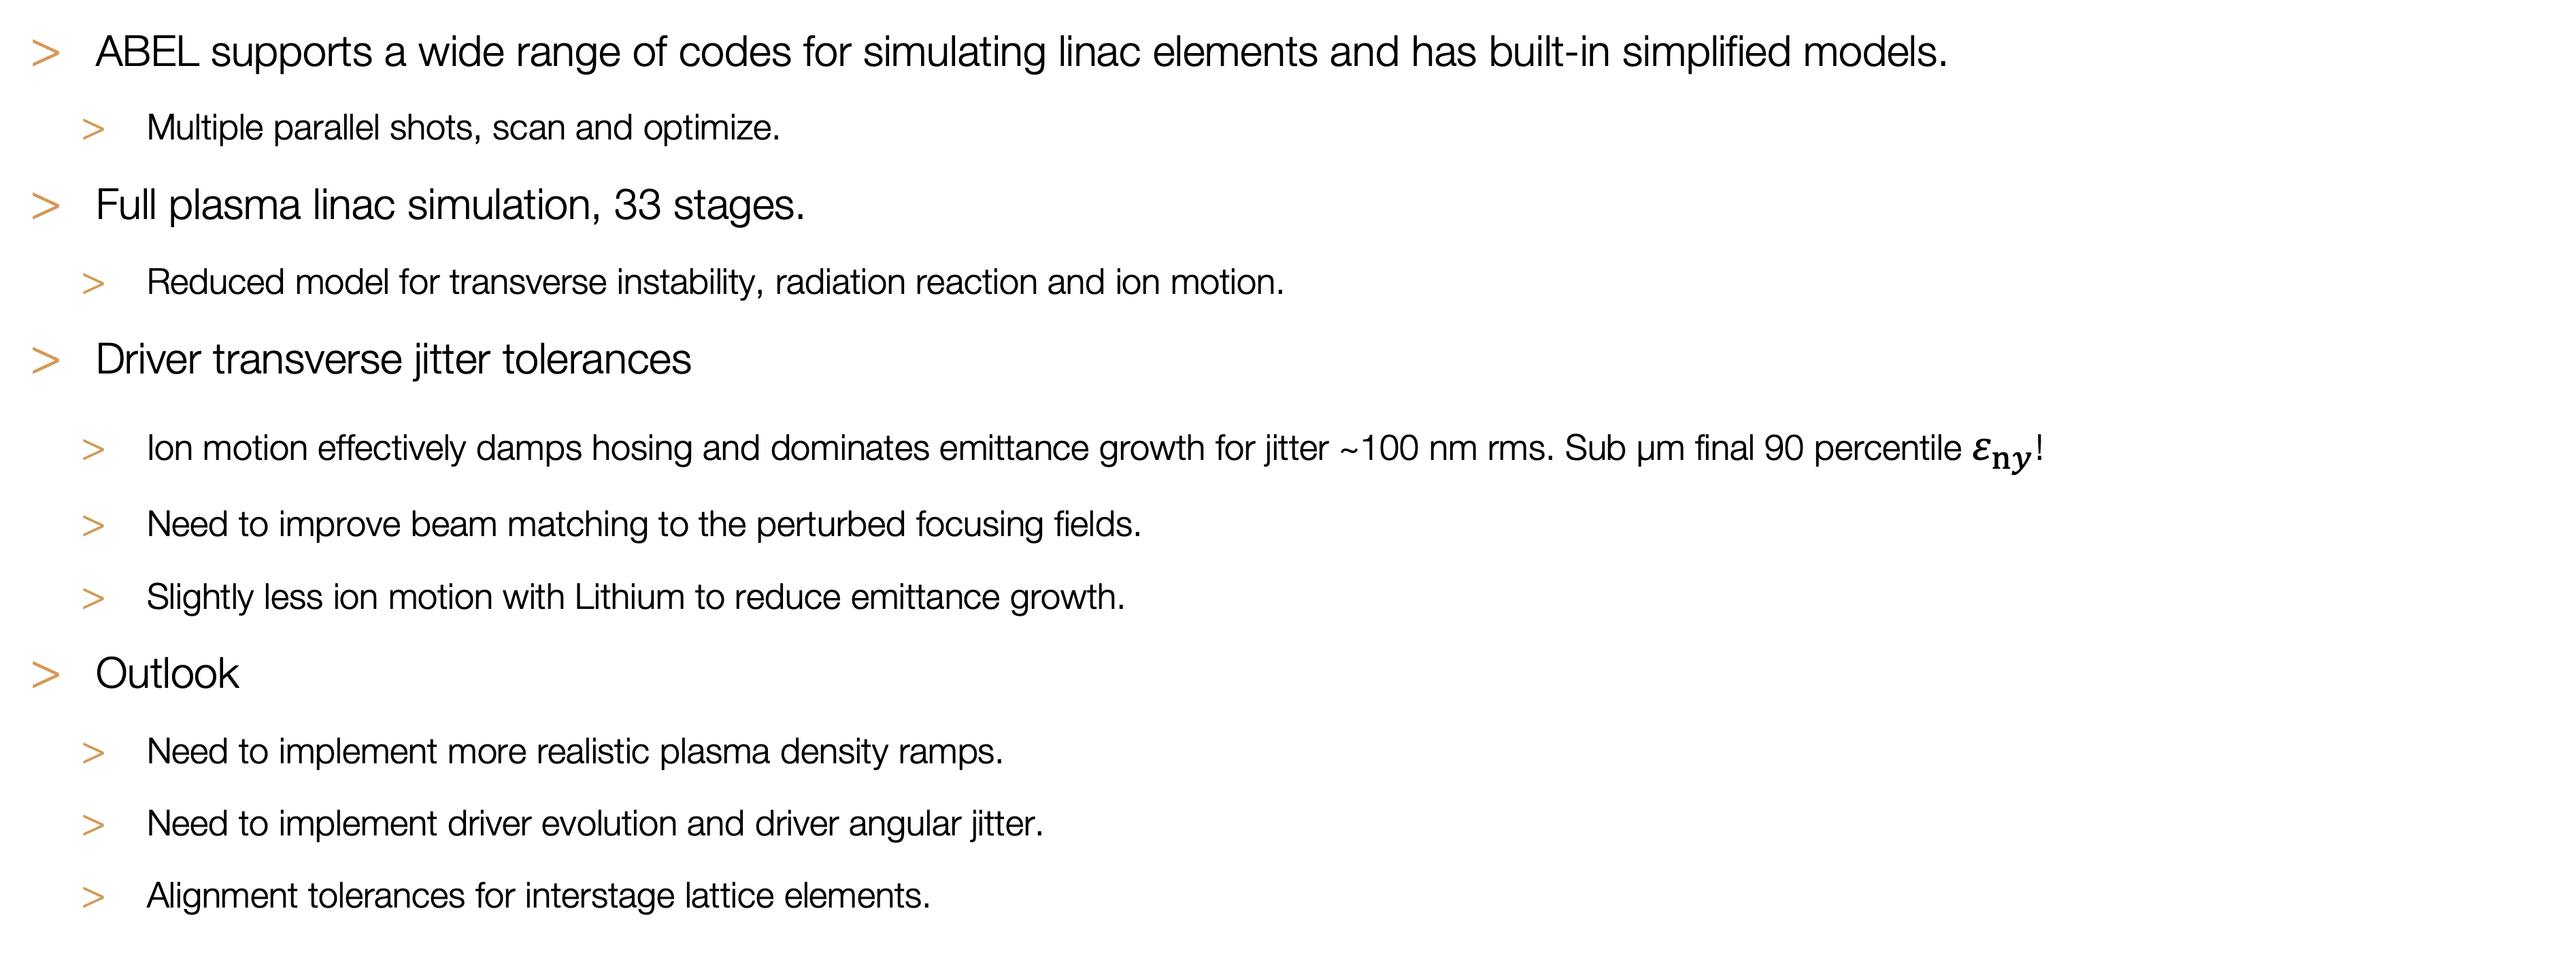 > ABEL supports a wide range of codes for simulating linac elements and has built-in simplified models.
> Multiple parallel shots, scan and optimize.
> Full plasma linac simulation, 33 stages.
> Reduced model for transverse instability, radiation reaction and ion motion.
> Driver transverse jitter tolerances
> Ion motion effectively damps hosing and dominates emittance growth for jitter ~100 nm rms. Sub μm final 90 percentile εny!
> Need to improve beam matching to the perturbed focusing fields.
> Slightly less ion motion with Lithium to reduce emittance growth.
> Outlook
> Need to implement more realistic plasma density ramps.
> Need to implement driver evolution and driver angular jitter.
> Alignment tolerances for interstage lattice elements.